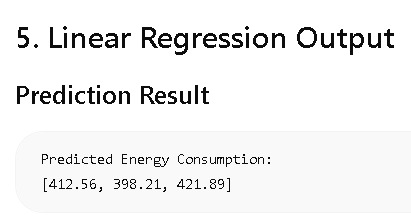 5. Linear Regression Output
Prediction Result
Predicted Energy Consumption:
[412.56, 398.21, 421.89]